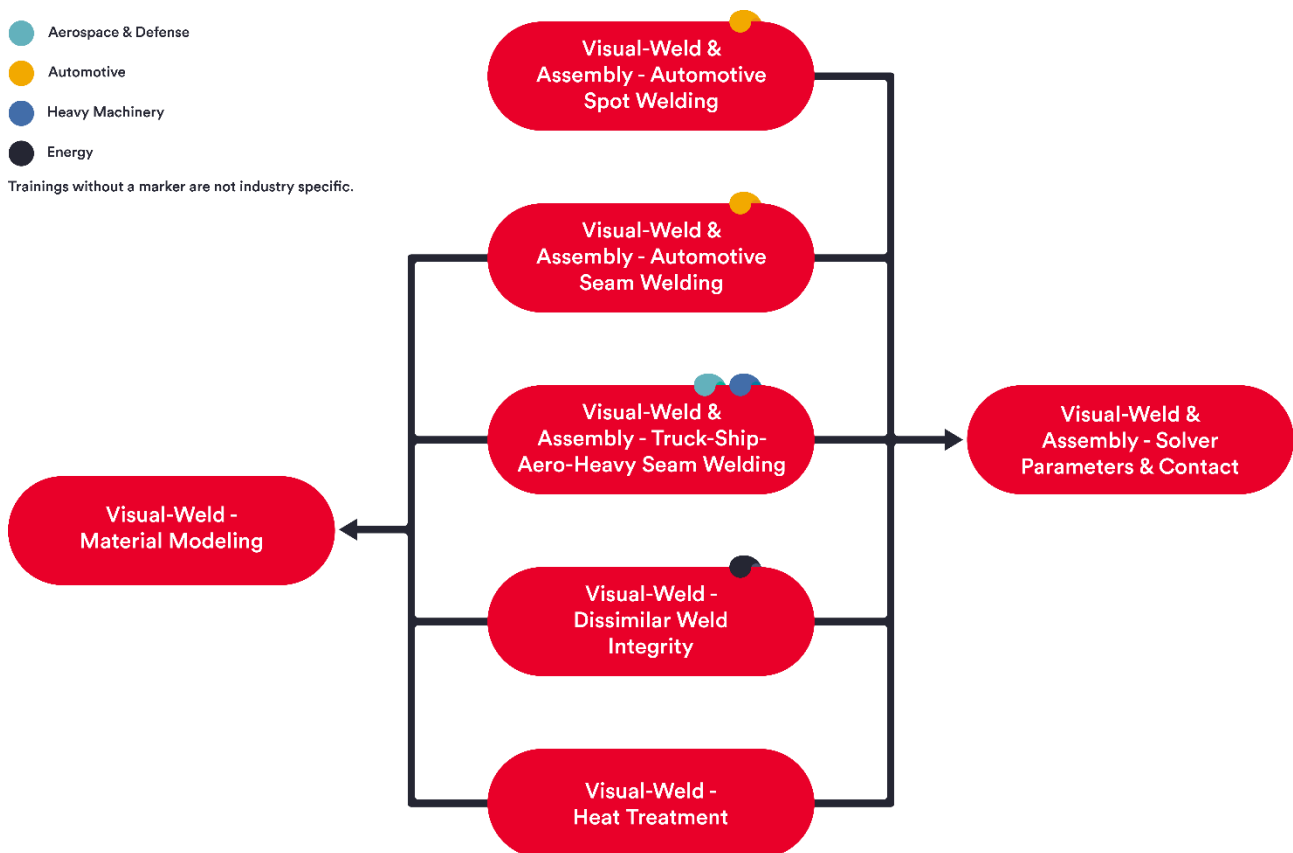 Aerospace & Defense
Automotive
Heavy Machinery
Energy
Trainings without a marker are not industry specific.
Visual-Weld &
Assembly - Automotive
Spot Welding
Visual-Weld &
Assembly - Automotive
Seam Welding
Visual-Weld &
Assembly - Truck-Ship-
Aero-Heavy Seam Welding
Visual-Weld &
Assembly - Solver
Parameters & Contact
Visual-Weld -
Material Modeling
Visual-Weld -
Dissimilar Weld
Integrity
Visual-Weld -
Heat Treatment